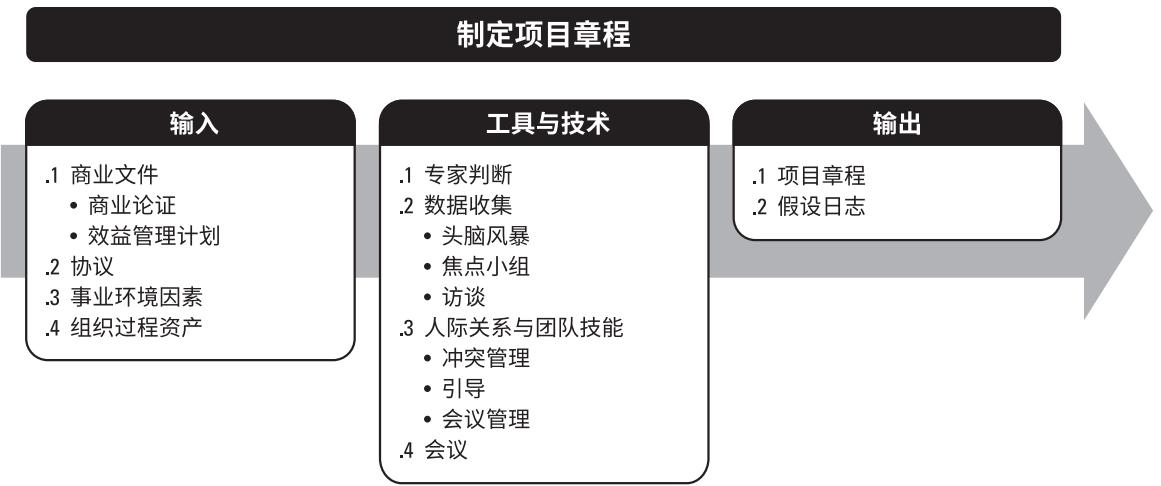 制定项目章程
输入
.1 商业文件
• 商业论证
• 效益管理计划
.2 协议
.3 事业环境因素
.4 组织过程资产
工具与技术
.1 专家判断
.2 数据收集
• 头脑风暴
• 焦点小组
• 访谈
.3 人际关系与团队技能
• 冲突管理
• 引导
• 会议管理
.4 会议
输出
.1 项目章程
.2 假设日志